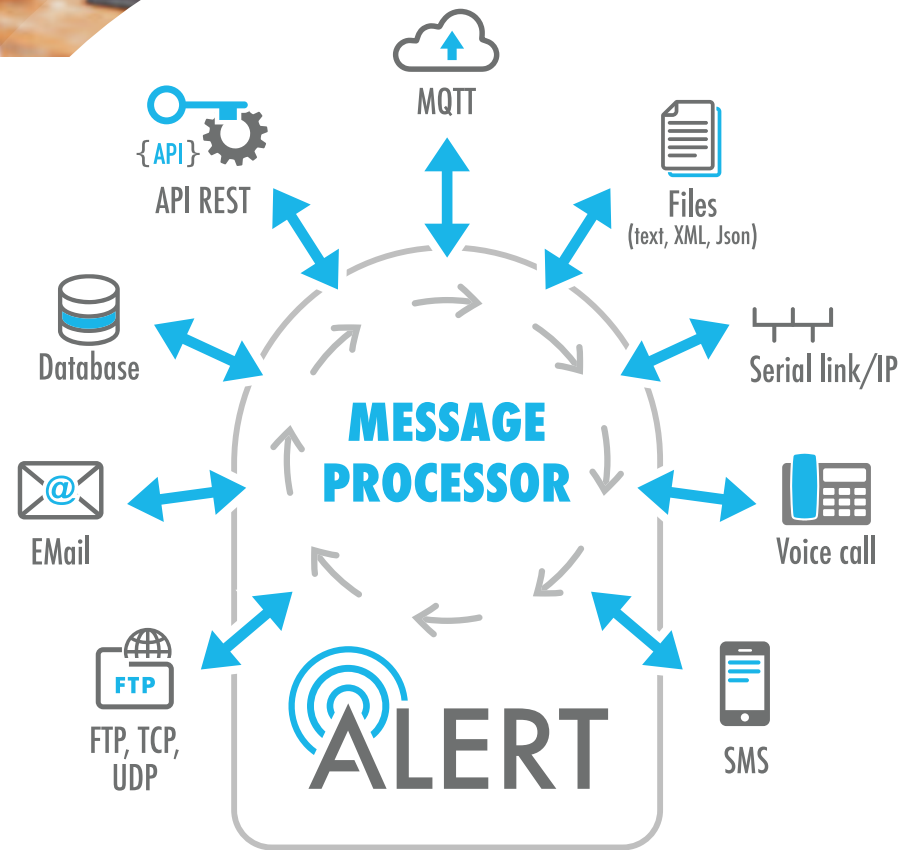 MQTT
{API}
API REST
Files
(text, XML, Json)
Database
Serial link/IP
MESSAGE
PROCESSOR
@
EMail
Voice call
FTP
FTP, TCP,
UDP
ALERT
SMS